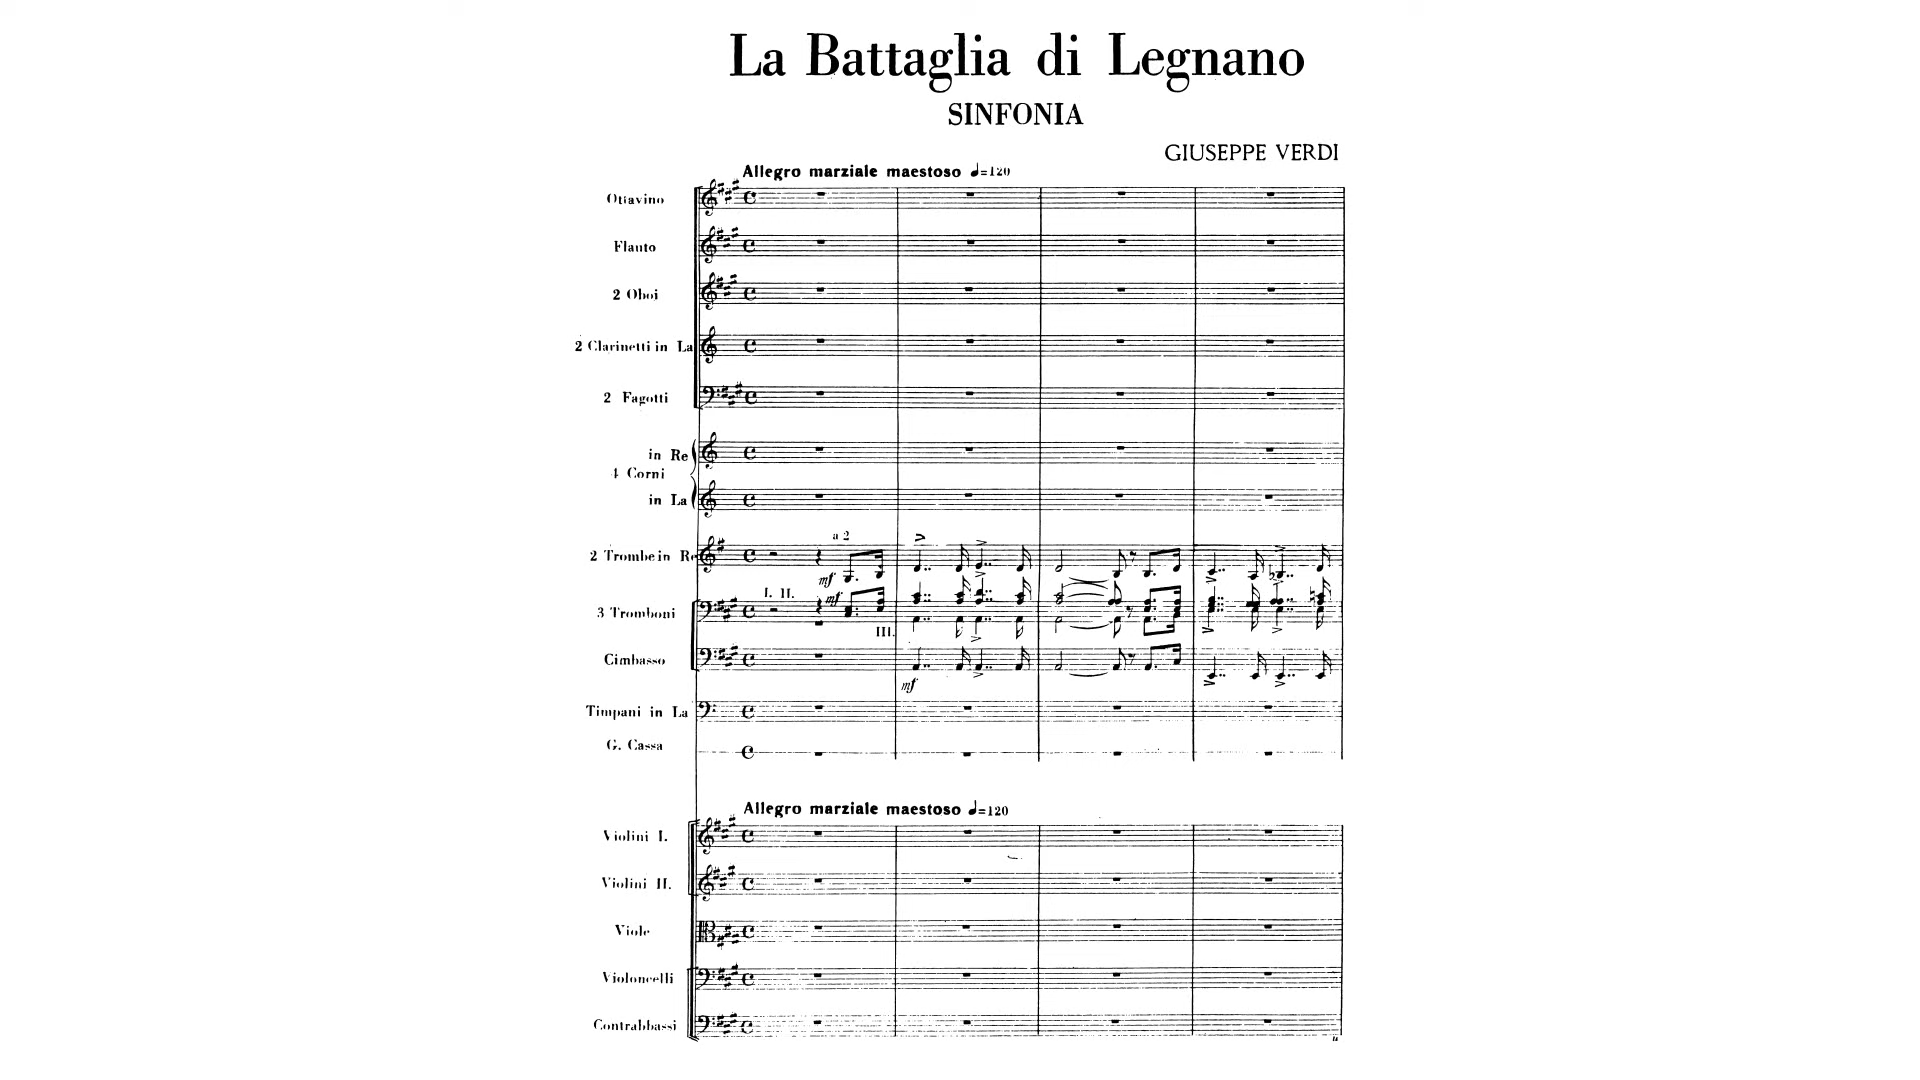 La Battaglia di Legnano
SINFONIA
GIUSEPPE VERDI
Allegro marziale maestoso ♩=120
Ottavino
Flauto
2 Oboi
2 Clarinetti in La
2 Fagotti
in Re
4 Corni
in La
a 2
2 Trombe in Re
mf
I. II.
mf
3 Tromboni
III.
Cimbasso
mf
Timpani in La
G. Cassa
Allegro marziale maestoso ♩=120
Violini I.
Violini II.
Viole
Violoncelli
Contrabbassi